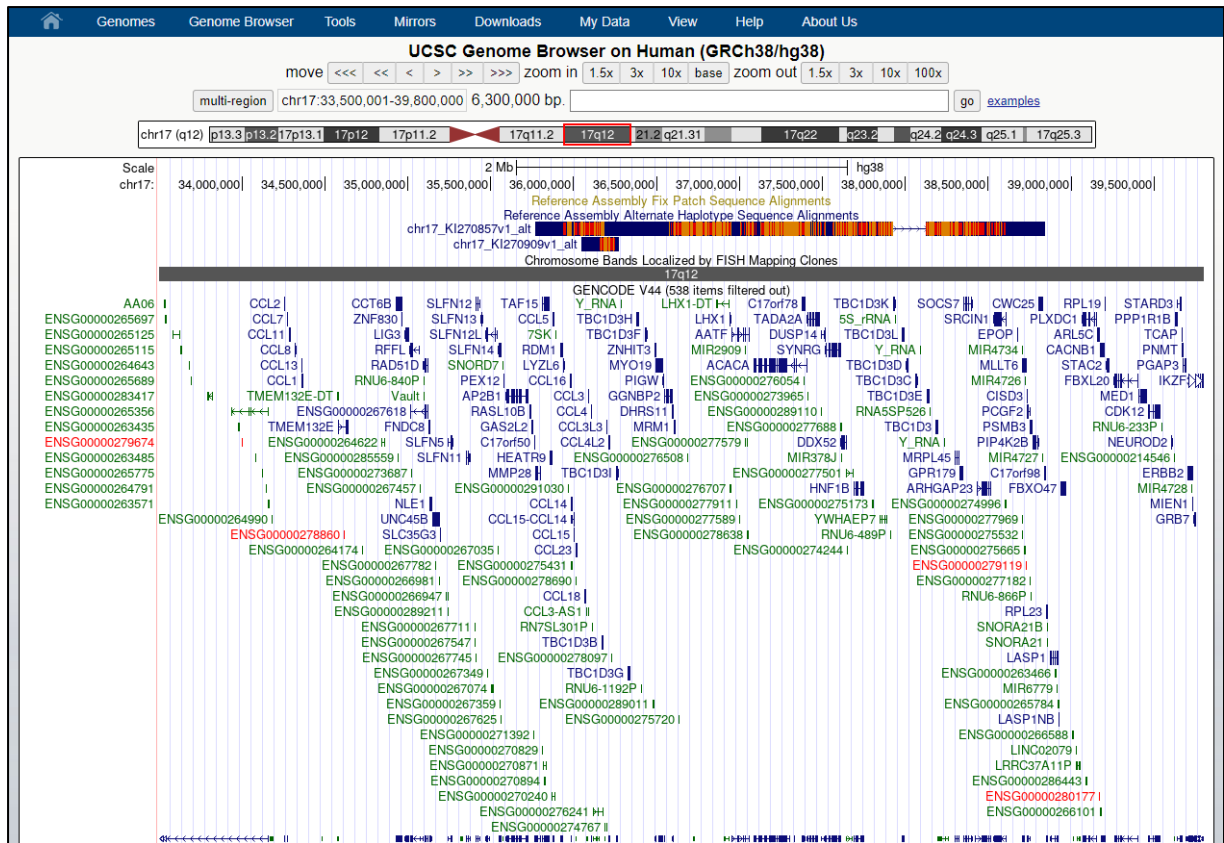 Genomes Genome Browser Tools Mirrors Downloads My Data View Help About Us
UCSC Genome Browser on Human (GRCh38/hg38)
move <<< << < > >> >>> zoom in 1.5x 3x 10x base zoom out 1.5x 3x 10x 100x
multi-region chr17:33,500,001-39,800,000 6,300,000 bp. go examples
chr17 (q12) p13.3 p13.2 17p13.1 17p12 17p11.2 17q11.2 17q12 21.2 q21.31 17q22 q23.2 q24.2 q24.3 q25.1 17q25.3
Scale 2 Mb hg38
chr17: 34,000,000 34,500,000 35,000,000 35,500,000 36,000,000 36,500,000 37,000,000 37,500,000 38,000,000 38,500,000 39,000,000 39,500,000
Reference Assembly Fix Patch Sequence Alignments
Reference Assembly Alternate Haplotype Sequence Alignments
chr17_KI270857v1_alt
chr17_KI270909v1_alt
Chromosome Bands Localized by FISH Mapping Clones
17q12
GENCODE V44 (538 items filtered out)
AA06 CCL2 CCT6B SLFN12 TAF15 Y_RNA LHX1-DT C17orf78 TBC1D3K SOCS7 CWC25 RPL19 STARD3
ENSG00000265697 CCL7 ZNF830 SLFN13 CCL5 TBC1D3H LHX1 TADA2A 5S_rRNA SRCIN1 PLXDC1 PPP1R1B
ENSG00000265125 CCL11 LIG3 SLFN12L 7SK TBC1D3F AATF DUSP14 TBC1D3L EPOP ARL5C TCAP
ENSG00000265115 CCL8 RFFL SLFN14 RDM1 ZNHIT3 MIR2909 SYNRG Y_RNA MIR4734 CACNB1 PNMT
ENSG00000264643 CCL13 RAD51D SNORD7 LYZL6 MYO19 ACACA TBC1D3D MLLT6 STAC2 PGAP3
ENSG00000265689 CCL1 RNU6-840P PEX12 CCL16 PIGW ENSG00000276054 TBC1D3C MIR4726 FBXL20 IKZF
ENSG00000283417 TMEM132E-DT Vault AP2B1 CCL3 GGNBP2 ENSG00000273965 TBC1D3E CISD3 MED1
ENSG00000265356 ENSG00000267618 RASL10B CCL4 DHRS11 ENSG00000289110 RNA5SP526 PCGF2 CDK12
ENSG00000263435 TMEM132E FNDC8 GAS2L2 CCL3L3 MRM1 ENSG00000277688 TBC1D3 PSMB3 RNU6-233P
ENSG00000279674 ENSG00000264622 SLFN5 C17orf50 CCL4L2 ENSG00000277579 DDX52 Y_RNA PIP4K2B NEUROD2
ENSG00000263485 ENSG00000285559 SLFN11 HEATR9 ENSG00000276508 MIR378J MRPL45 MIR4727 ENSG00000214546
ENSG00000265775 ENSG00000273687 MMP28 TBC1D3I ENSG00000277501 GPR179 C17orf98 ERBB2
ENSG00000264791 ENSG00000267457 ENSG00000291030 ENSG00000276707 HNF1B ARHGAP23 FBXO47 MIR4728
ENSG00000263571 NLE1 CCL14 ENSG00000277911 ENSG00000275173 ENSG00000274996 MIEN1
ENSG00000264990 UNC45B CCL15-CCL14 ENSG00000277589 YWHAEP7 ENSG00000277969 GRB7
ENSG00000278860 SLC35G3 CCL15 ENSG00000278638 RNU6-489P ENSG00000275532
ENSG00000264174 ENSG00000267035 CCL23 ENSG00000274244 ENSG00000275665
ENSG00000267782 ENSG00000275431 ENSG00000279119
ENSG00000266981 ENSG00000278690 ENSG00000277182
ENSG00000266947 CCL18 RNU6-866P
ENSG00000289211 CCL3-AS1 RPL23
ENSG00000267711 RN7SL301P SNORA21B
ENSG00000267547 TBC1D3B SNORA21
ENSG00000267745 ENSG00000278097 LASP1
ENSG00000267349 TBC1D3G ENSG00000263466
ENSG00000267074 RNU6-1192P MIR6779
ENSG00000267359 ENSG00000289011 ENSG00000265784
ENSG00000267625 ENSG00000275720 LASP1NB
ENSG00000271392 ENSG00000266588
ENSG00000270829 LINC02079
ENSG00000270871 LRRC37A11P
ENSG00000270894 ENSG00000286443
ENSG00000270240 ENSG00000280177
ENSG00000276241 ENSG00000266101
ENSG00000274767